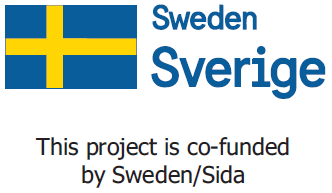 Sweden
Sverige
This project is co-funded
by Sweden/Sida